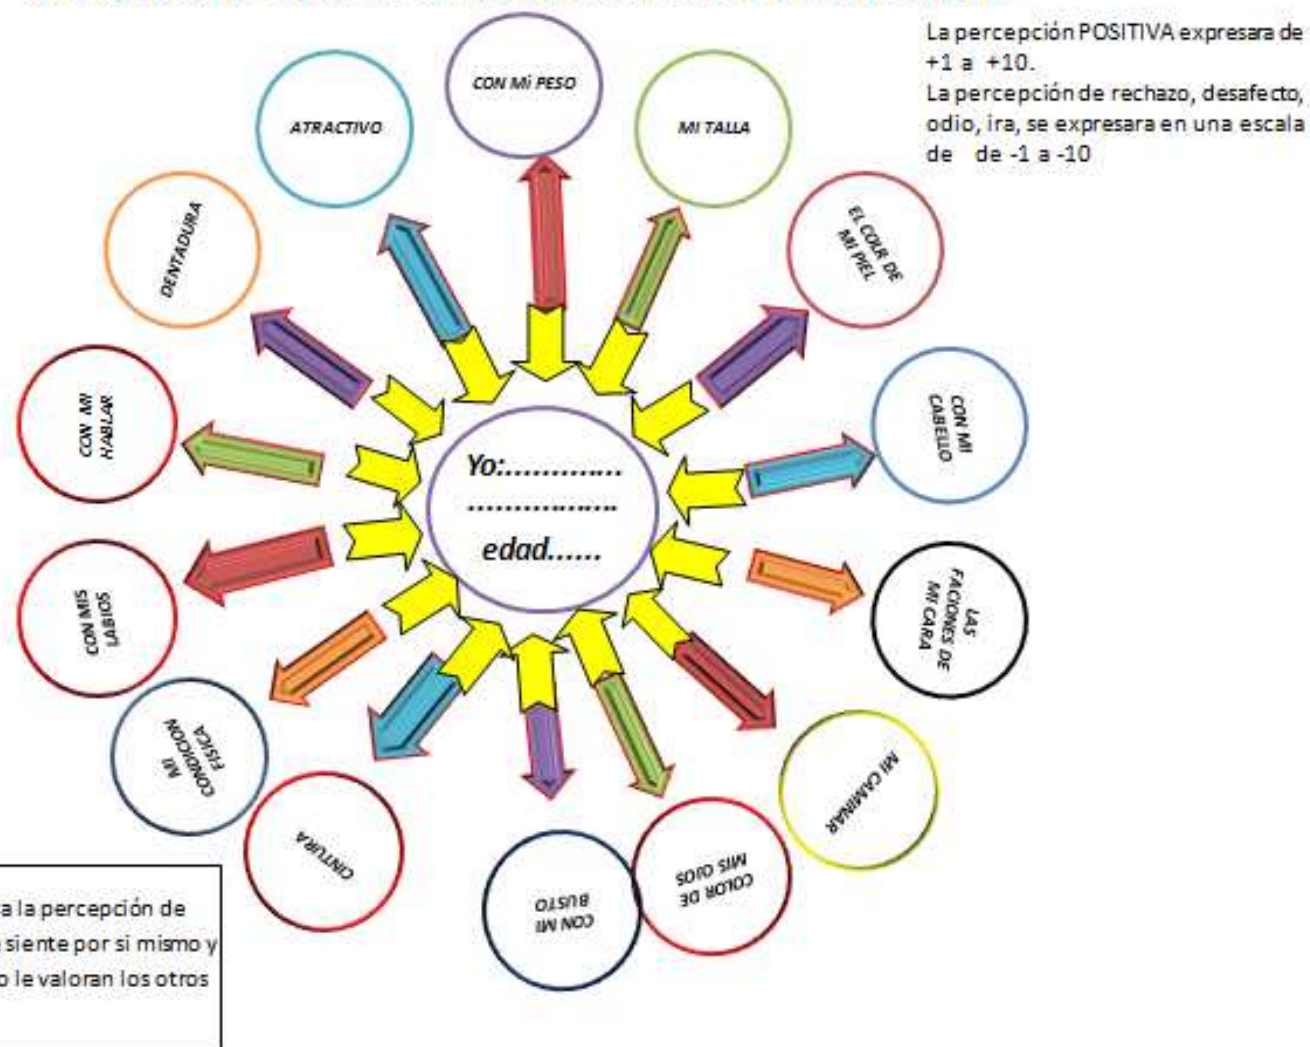 La percepción POSITIVA expresara de
+1 a +10.
La percepción de rechazo, desafecto,
odio, ira, se expresara en una escala
de de -1 a -10
CON Mi PESO
MI TALLA
EL COLR DE
MI PIEL
CON MI
CABELLO
LAS
FACIONES DE
MI CARA
MI CAMINAR
COLOR DE
MIS OJOS
CON MI
BUSTO
CINTURA
MI
CONDICION
FISICA
CON MIS
LABIOS
CON MI
HABLAR
DENTADURA
ATRACTIVO
Yo:.............
.................
edad......
la percepción de
siente por si mismo y
le valoran los otros